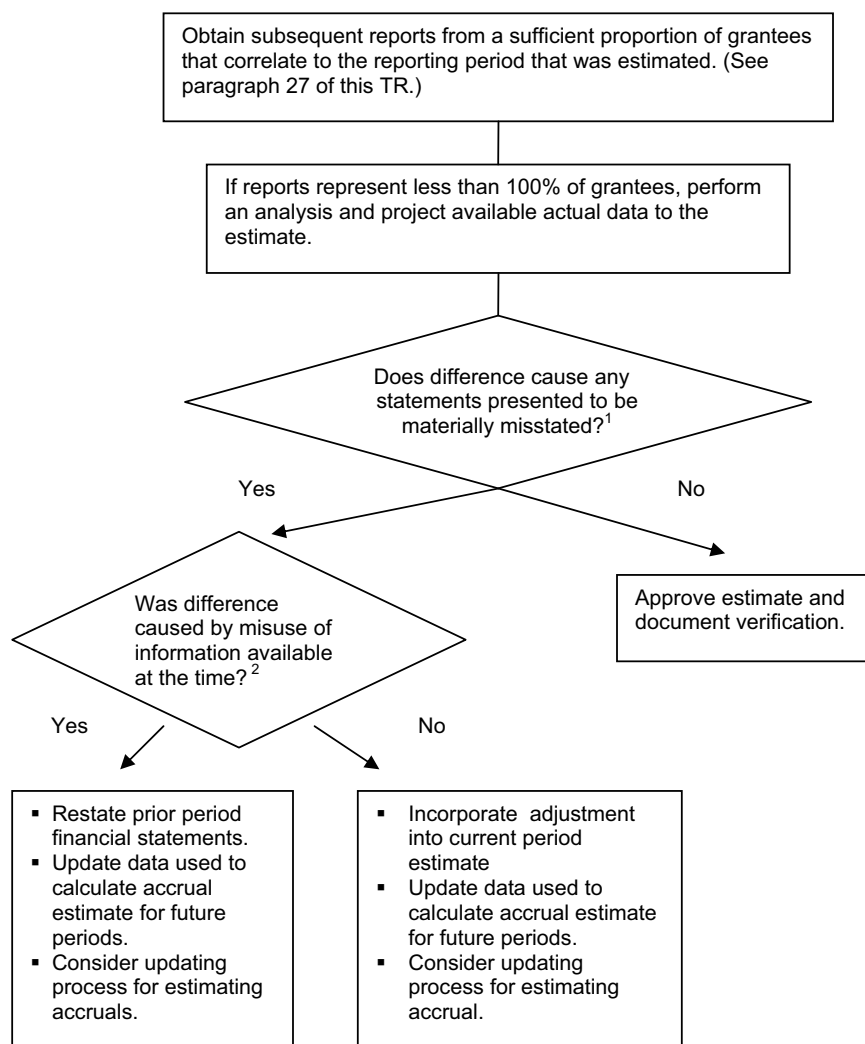 Obtain subsequent reports from a sufficient proportion of grantees
that correlate to the reporting period that was estimated. (See
paragraph 27 of this TR.)
If reports represent less than 100% of grantees, perform
an analysis and project available actual data to the
estimate.
Does difference cause any
statements presented to be
materially misstated?1
Yes
No
Was difference
caused by misuse of
information available
at the time? 2
Approve estimate and
document verification.
Yes
No
▪ Restate prior period
financial statements.
▪ Update data used to
calculate accrual
estimate for future
periods.
▪ Consider updating
process for estimating
accruals.
▪ Incorporate adjustment
into current period
estimate
▪ Update data used to
calculate accrual estimate
for future periods.
▪ Consider updating
process for estimating
accrual.